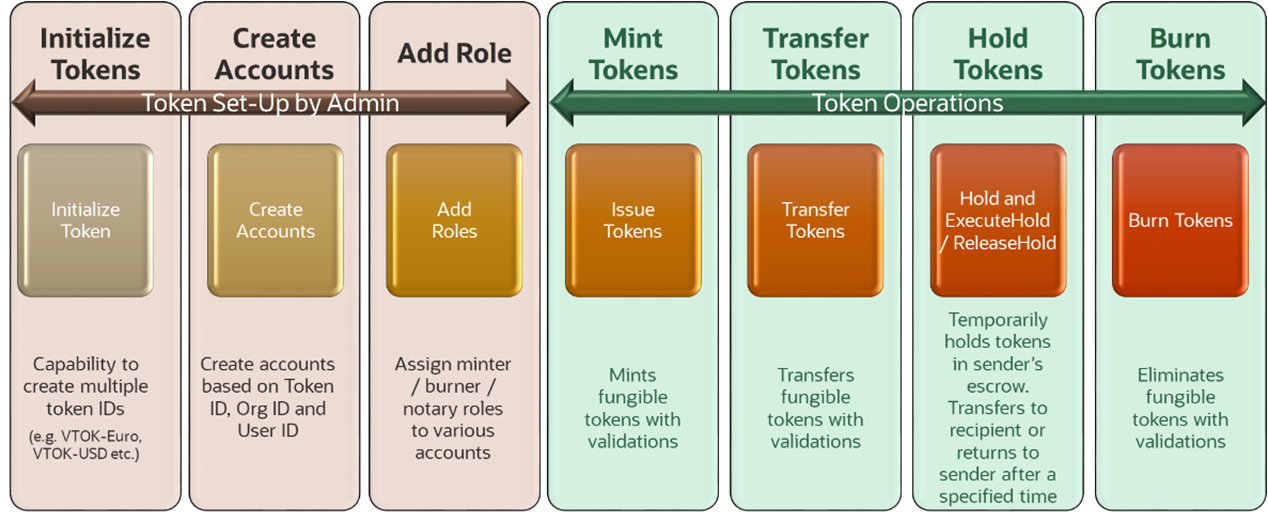 Initialize
Tokens
Create
Accounts
Add Role
Mint
Tokens
Transfer
Tokens
Hold
Tokens
Burn
Tokens
Token Set-Up by Admin
Token Operations
Initialize
Token
Create
Accounts
Add
Roles
Issue
Tokens
Transfer
Tokens
Hold and
ExecuteHold
/ ReleaseHold
Burn Tokens
Capability to
create multiple
token IDs
(e.g. VTOK-Euro,
VTOK-USD etc.)
Create accounts
based on Token
ID, Org ID and
User ID
Assign minter
/ burner /
notary roles
to various
accounts
Mints
fungible
tokens with
validations
Transfers
fungible
tokens with
validations
Temporarily
holds tokens
in sender's
escrow.
Transfers to
recipient or
returns to
sender after a
specified time
Eliminates
fungible
tokens with
validations